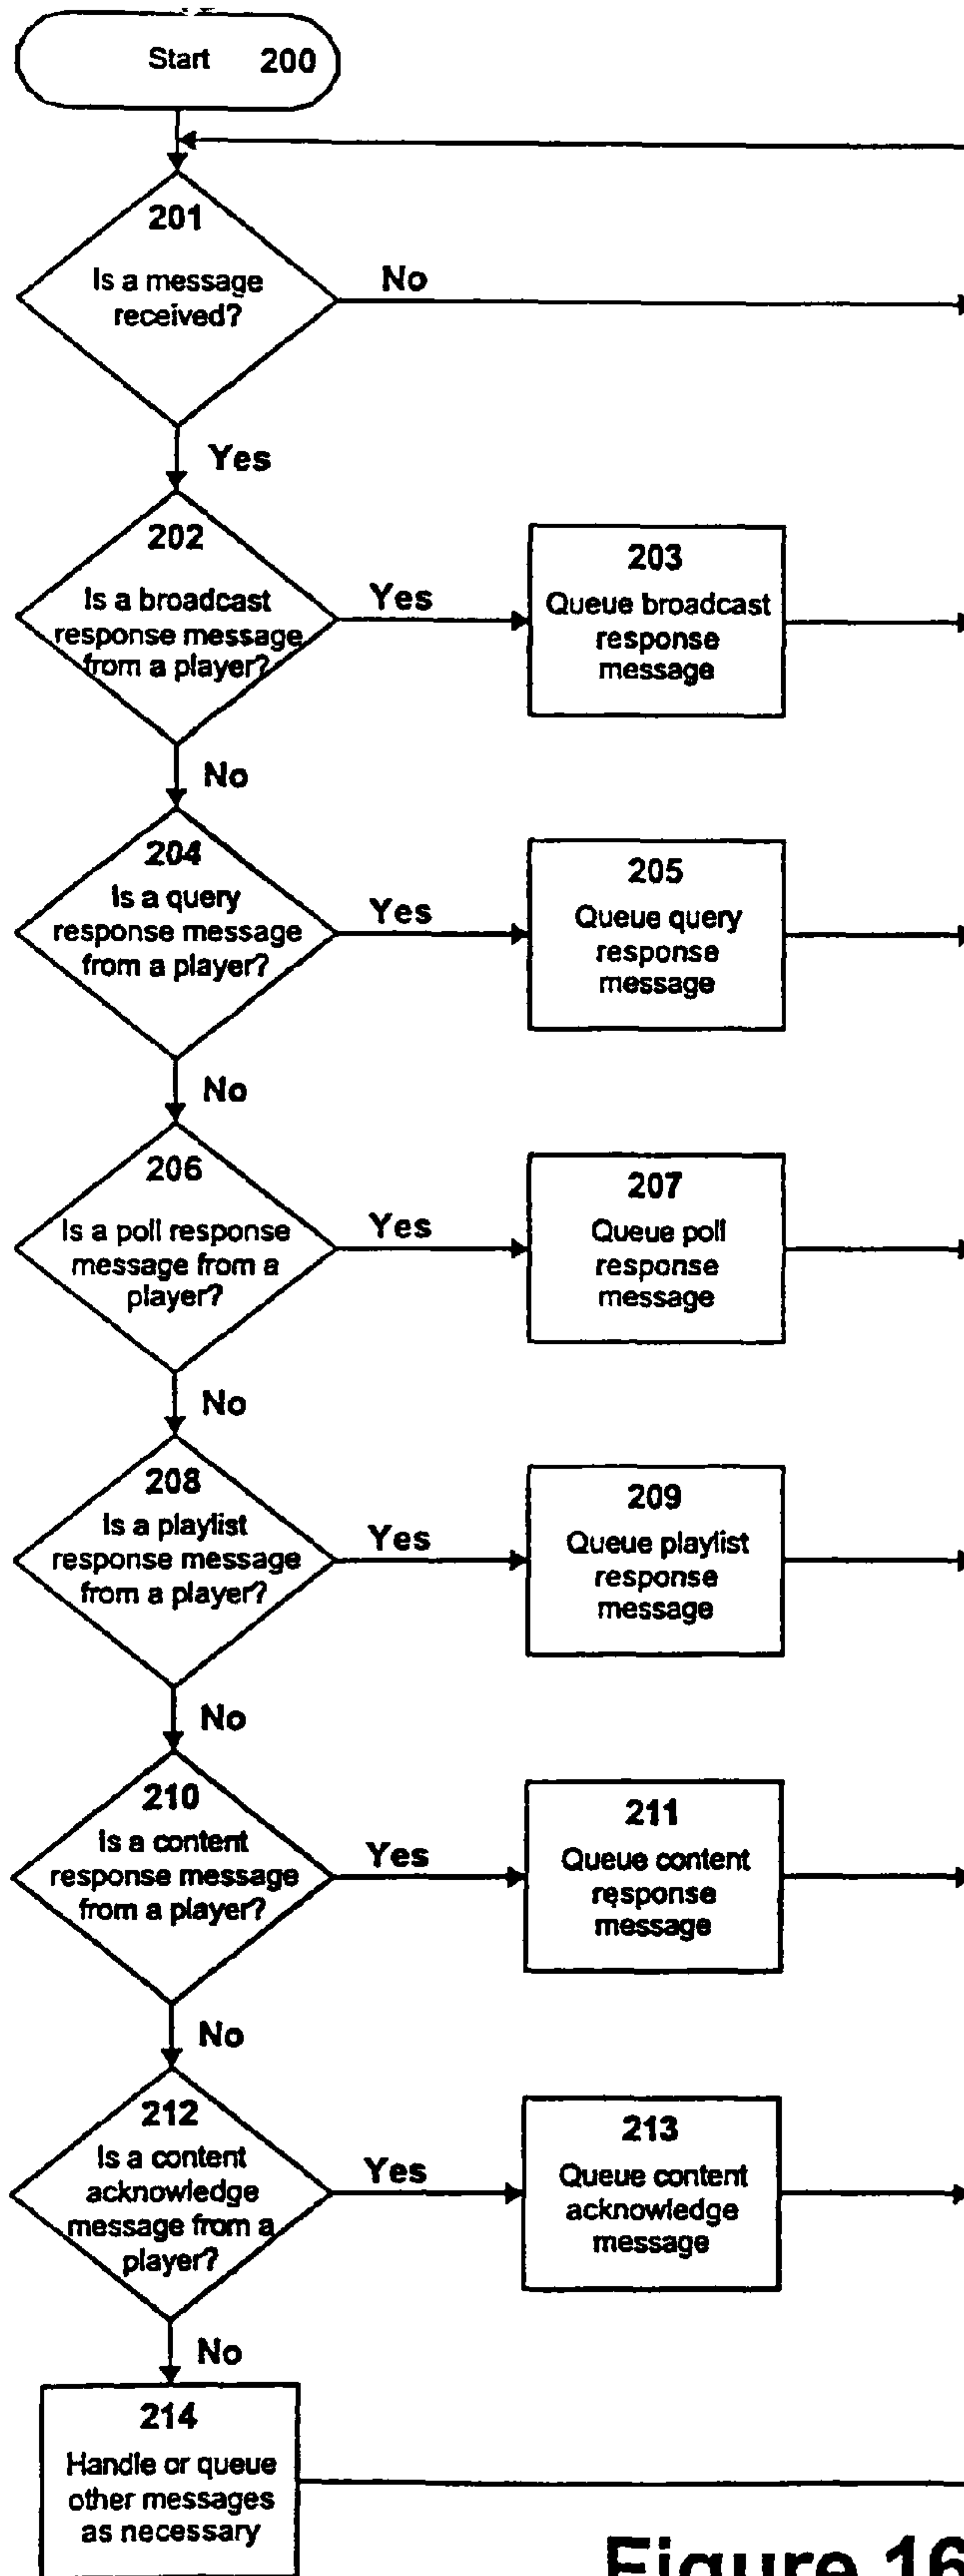 Start 200
201
Is a message
received?
No
Yes
202
Is a broadcast
response message
from a player?
Yes
203
Queue broadcast
response
message
No
204
Is a query
response message
from a player?
Yes
205
Queue query
response
message
No
206
Is a poll response
message from a
player?
Yes
207
Queue poll
response
message
No
208
Is a playlist
response message
from a player?
Yes
209
Queue playlist
response
message
No
210
Is a content
response message
from a player?
Yes
211
Queue content
response
message
No
212
Is a content
acknowledge
message from a
player?
Yes
213
Queue content
acknowledge
message
No
214
Handle or queue
other messages
as necessary
Figure 16